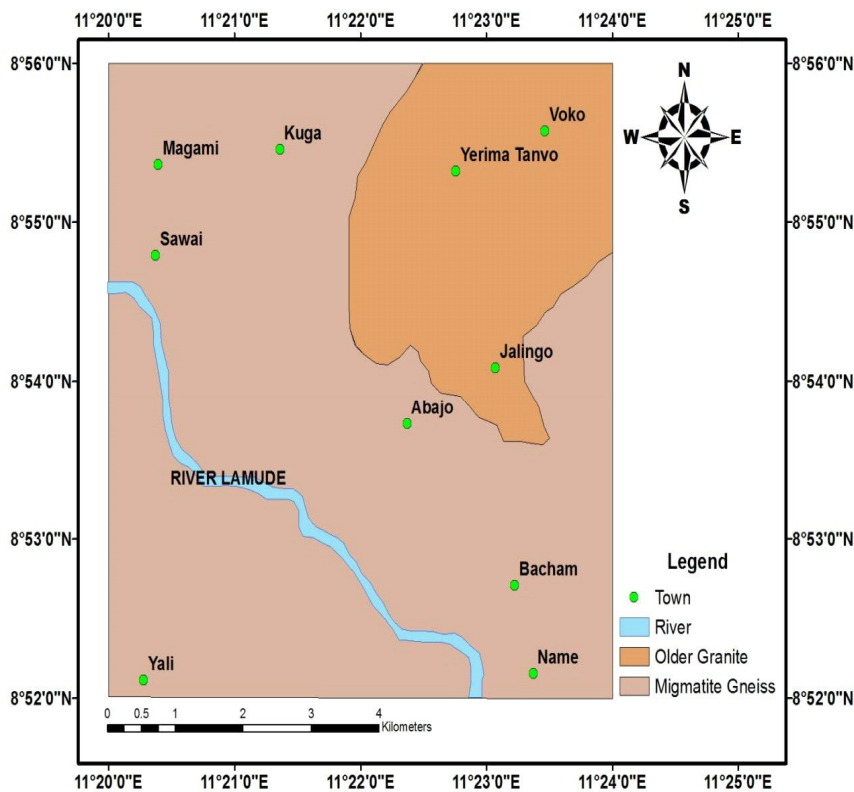 11°20'0"E 11°21'0"E 11°22'0"E 11°23'0"E 11°24'0"E 11°25'0"E
8°56'0"N 8°56'0"N
N
Voko
W E
Kuga
Magami
Yerima Tanvo
S
8°55'0"N 8°55'0"N
Sawai
Jalingo
8°54'0"N 8°54'0"N
Abajo
RIVER LAMUDE
8°53'0"N 8°53'0"N
Legend
Bacham
Town
River
Name
Older Granite
Yali
Migmatite Gneiss
8°52'0"N 8°52'0"N
0 0.5 1 2 3 4
Kilometers
11°20'0"E 11°21'0"E 11°22'0"E 11°23'0"E 11°24'0"E 11°25'0"E